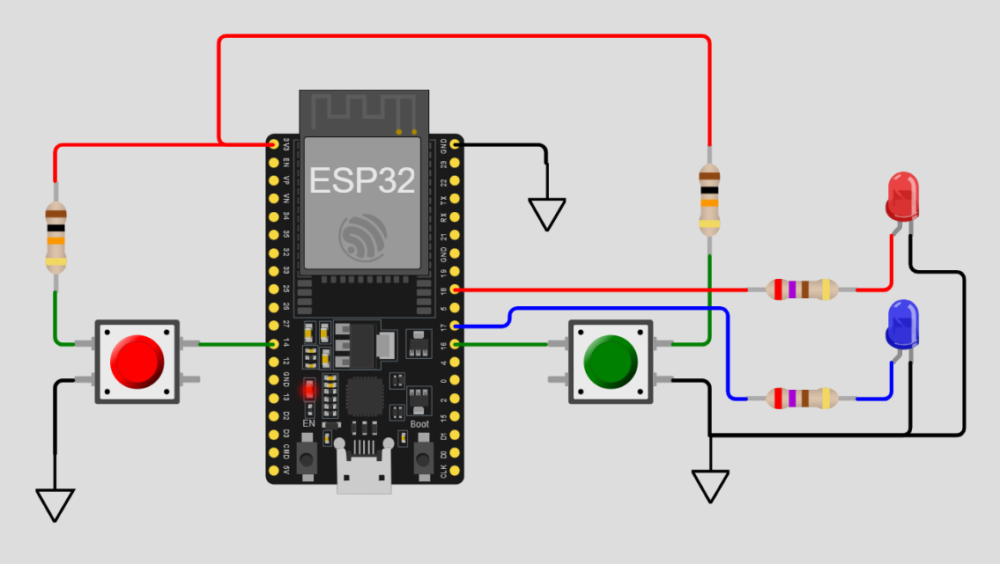 ESP32
3V3
EN
VP
VN
34
35
32
33
25
26
27
14
12
GND
13
D2
D3
CMD
5V
GND
23
22
TX
RX
21
GND
19
18
5
17
16
4
0
2
15
D1
D0
CLK
EN
Boot